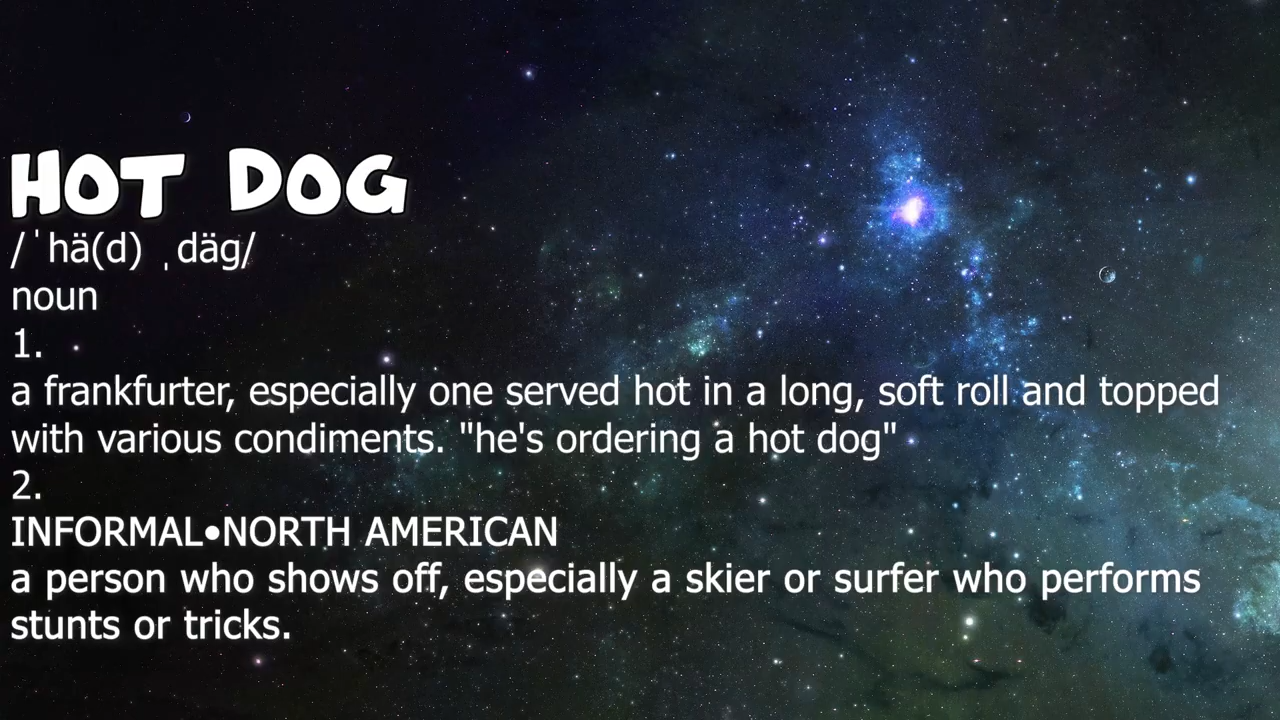 HOT DOG
/ˈhä(d) ˌdäg/
noun
1.
a frankfurter, especially one served hot in a long, soft roll and topped
with various condiments. "he's ordering a hot dog"
2.
INFORMAL•NORTH AMERICAN
a person who shows off, especially a skier or surfer who performs
stunts or tricks.